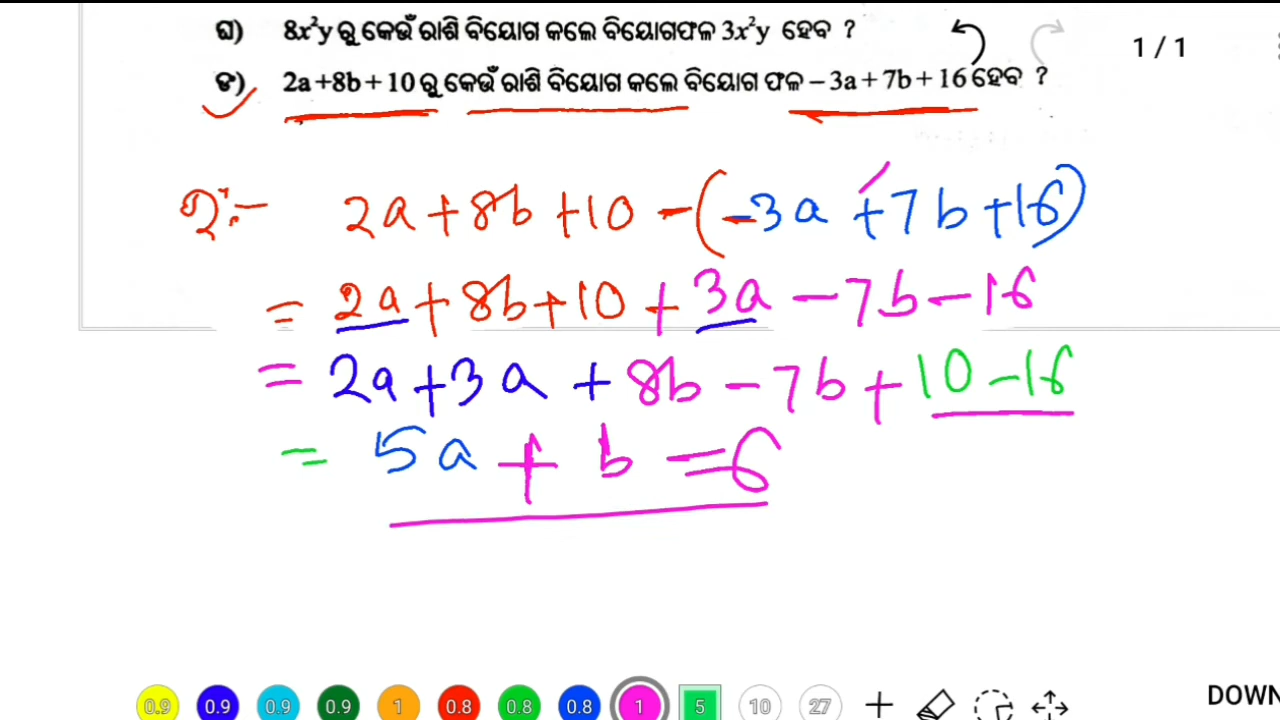 ଘ) 8x²y ରୁ କେଉଁ ରାଶି ବିୟୋଗ କଲେ ବିୟୋଗଫଳ 3x²y ହେବ ?
1 / 1
ଙ) 2a+8b+10 ରୁ କେଉଁ ରାଶି ବିୟୋଗ କଲେ ବିୟୋଗ ଫଳ – 3a+7b+16 ହେବ ?
2a+8b+10-(-3a+7b+16)
= 2a+8b+10+3a-7b-16
= 2a+3a+8b-7b+10-16
= 5a+b=6
0.9 0.9 0.9 0.9 1 0.8 0.8 0.8 1 5 10 27
DOWN